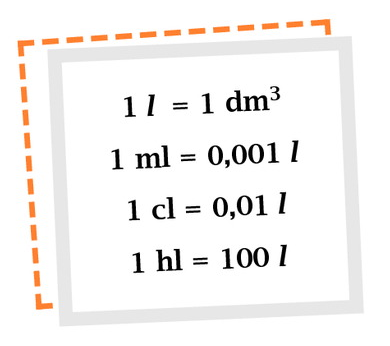 1 l = 1 dm³
1 ml = 0,001 l
1 cl = 0,01 l
1 hl = 100 l